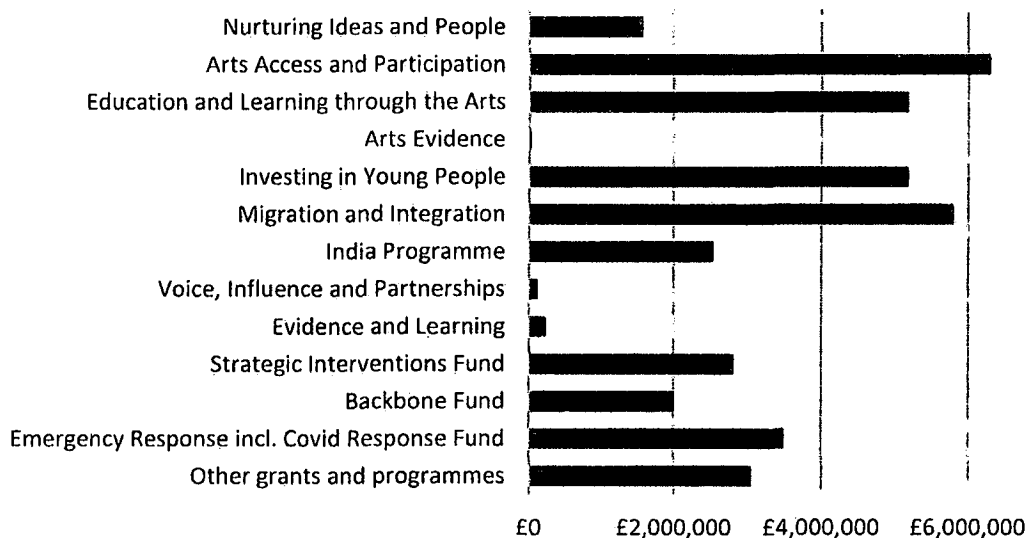 Nurturing Ideas and People
Arts Access and Participation
Education and Learning through the Arts
Arts Evidence
Investing in Young People
Migration and Integration
India Programme
Voice, Influence and Partnerships
Evidence and Learning
Strategic Interventions Fund
Backbone Fund
Emergency Response incl. Covid Response Fund
Other grants and programmes
£0 £2,000,000 £4,000,000 £6,000,000